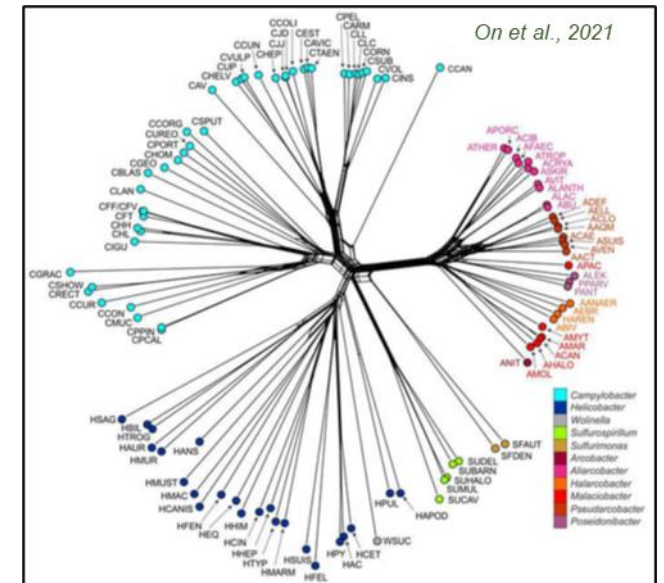 On et al., 2021
CPEL
CARM
CLL
CLC
CORN
CSUB
CVOL
CINS
CCAN
CCOLI
CJD
CJJ
CEST
CAVIC
CTAEN
CCUN
CHEP
CVULP
CUP
CHELV
CAV
CCORG
CSPUT
CUREO
CPORT
CHOM
CGEO
CBLAS
CLAN
CFF/CFV
CFT
CHH
CHL
CIGU
CGRAC
CSHOW
CRECT
CCUR
CCON
CMUC
CPPIN
CPCAL
APORC
ACIB
ATHER
AFAEC
ATROP
ACRYA
ASKIR
AVIT
ALANTH
ALAC
ABU
ADEF
AELL
ACLO
AAQM
ACAE
ASUIS
AVEN
AACT
APAC
ALEK
PPARV
PANT
AANAER
AEBR
HAREN
ABIV
AMYT
AMAR
ACAN
AHALO
AMOL
ANIT
HSAG
HBIL
HTROG
HAUR
HMUR
HANS
HMUST
HMAC
HCANIS
HFEN
HEQ
HHIM
HCIN
HHEP
HTYP
HMARM
HSUIS
HFEL
HPY
HAC
HCET
WSUC
HPUL
HAPOD
SUDEL
SUBARN
SUHALO
SUMUL
SUCAV
SFAUT
SFDEN
Campylobacter
Helicobacter
Wolinella
Sulfurospirillum
Sulfurimonas
Arcobacter
Aliarcobacter
Halarcobacter
Malaciobacter
Pseudarcobacter
Poseidonibacter